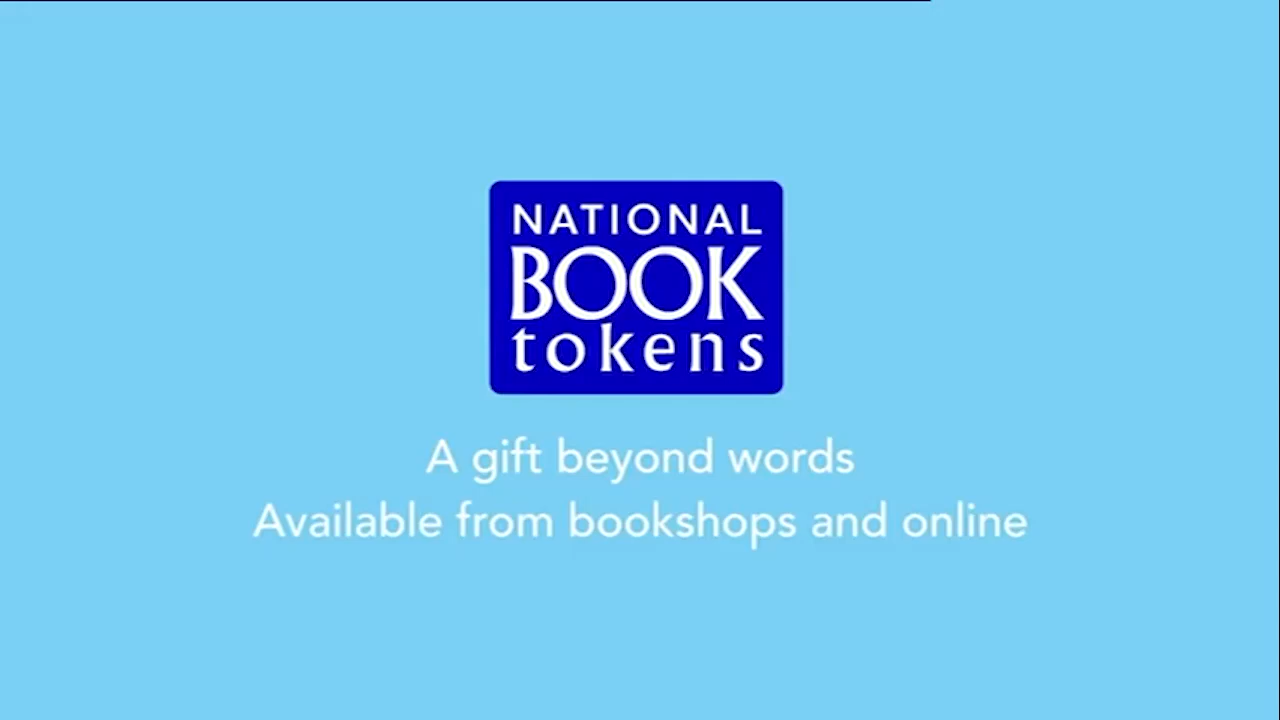 NATIONAL
BOOK
tokens
A gift beyond words
Available from bookshops and online